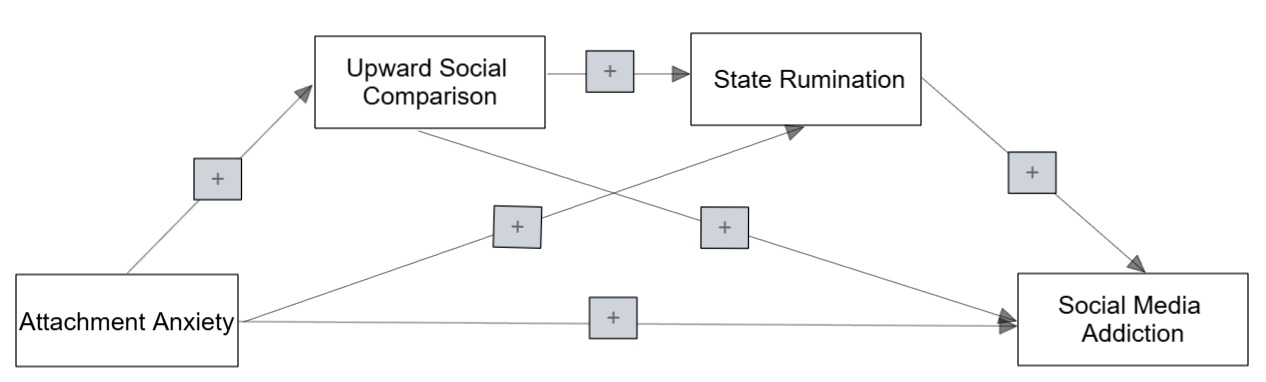 Upward Social
Comparison
+
State Rumination
+
+
+
+
Attachment Anxiety
+
Social Media
Addiction